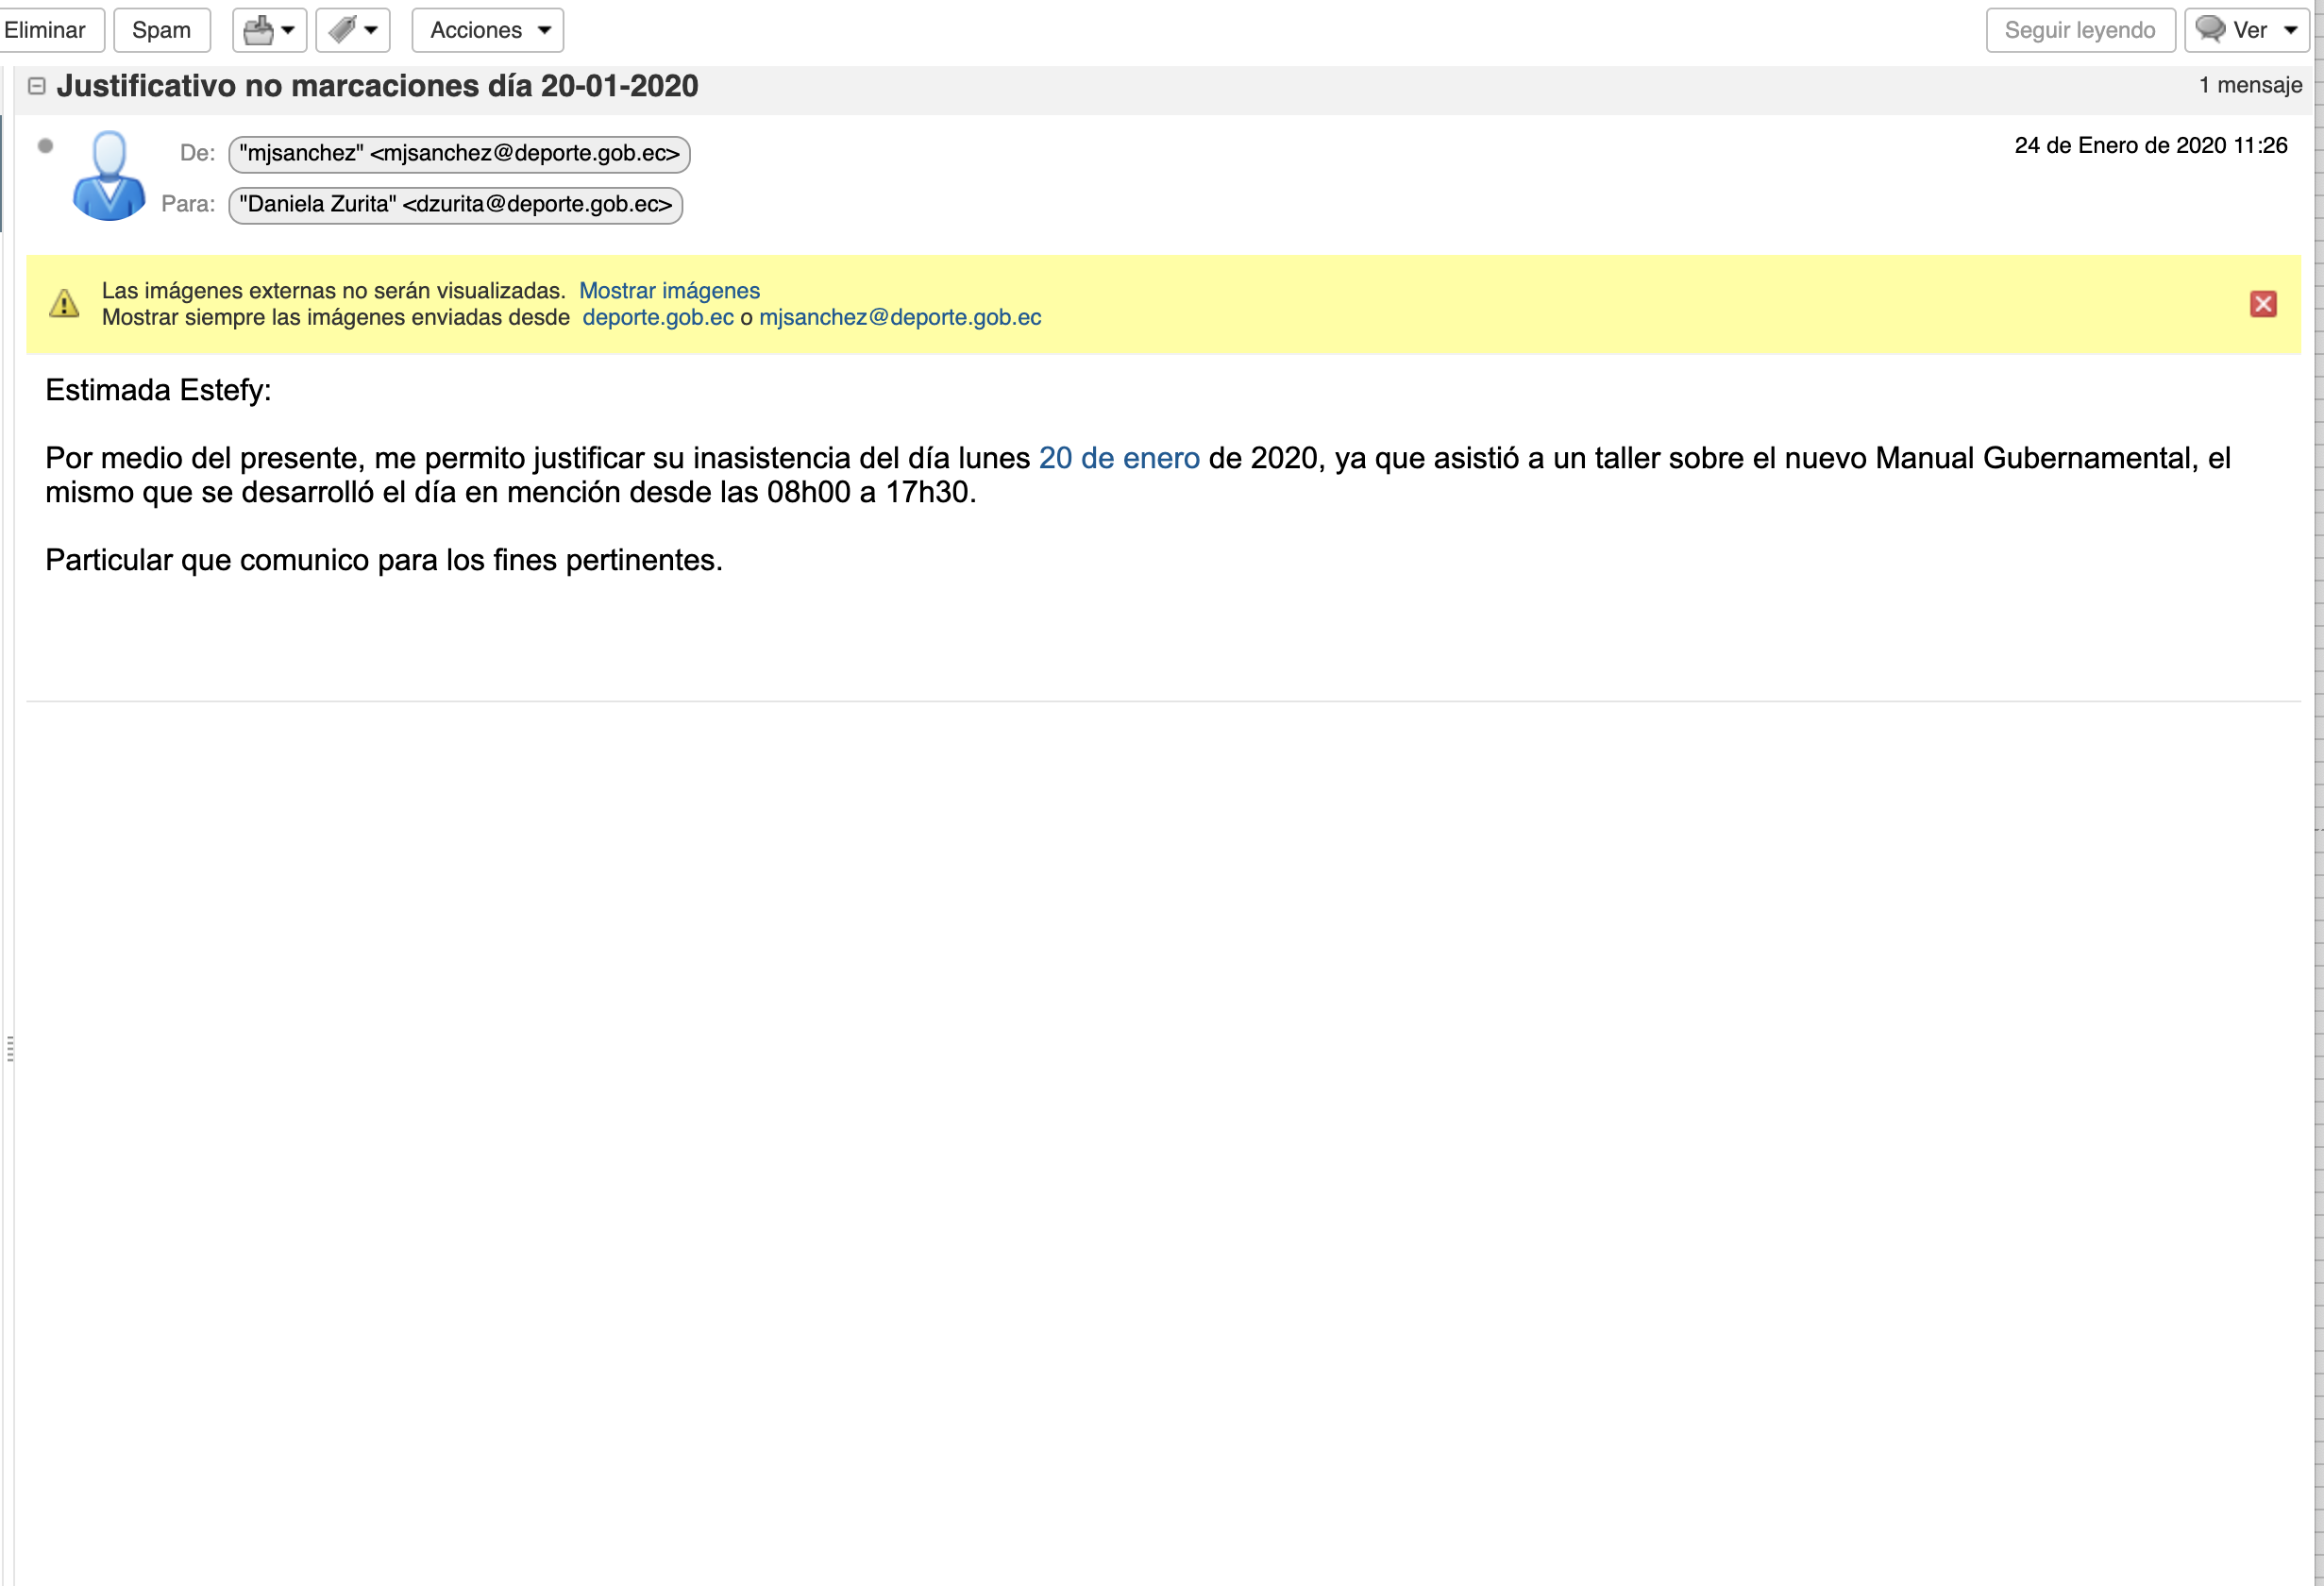 Eliminar Spam Acciones Seguir leyendo Ver
Justificativo no marcaciones día 20-01-2020 1 mensaje
De: "mjsanchez" <mjsanchez@deporte.gob.ec> 24 de Enero de 2020 11:26
Para: "Daniela Zurita" <dzurita@deporte.gob.ec>
Las imágenes externas no serán visualizadas. Mostrar imágenes
Mostrar siempre las imágenes enviadas desde deporte.gob.ec o mjsanchez@deporte.gob.ec
Estimada Estefy:
Por medio del presente, me permito justificar su inasistencia del día lunes 20 de enero de 2020, ya que asistió a un taller sobre el nuevo Manual Gubernamental, el
mismo que se desarrolló el día en mención desde las 08h00 a 17h30.
Particular que comunico para los fines pertinentes.